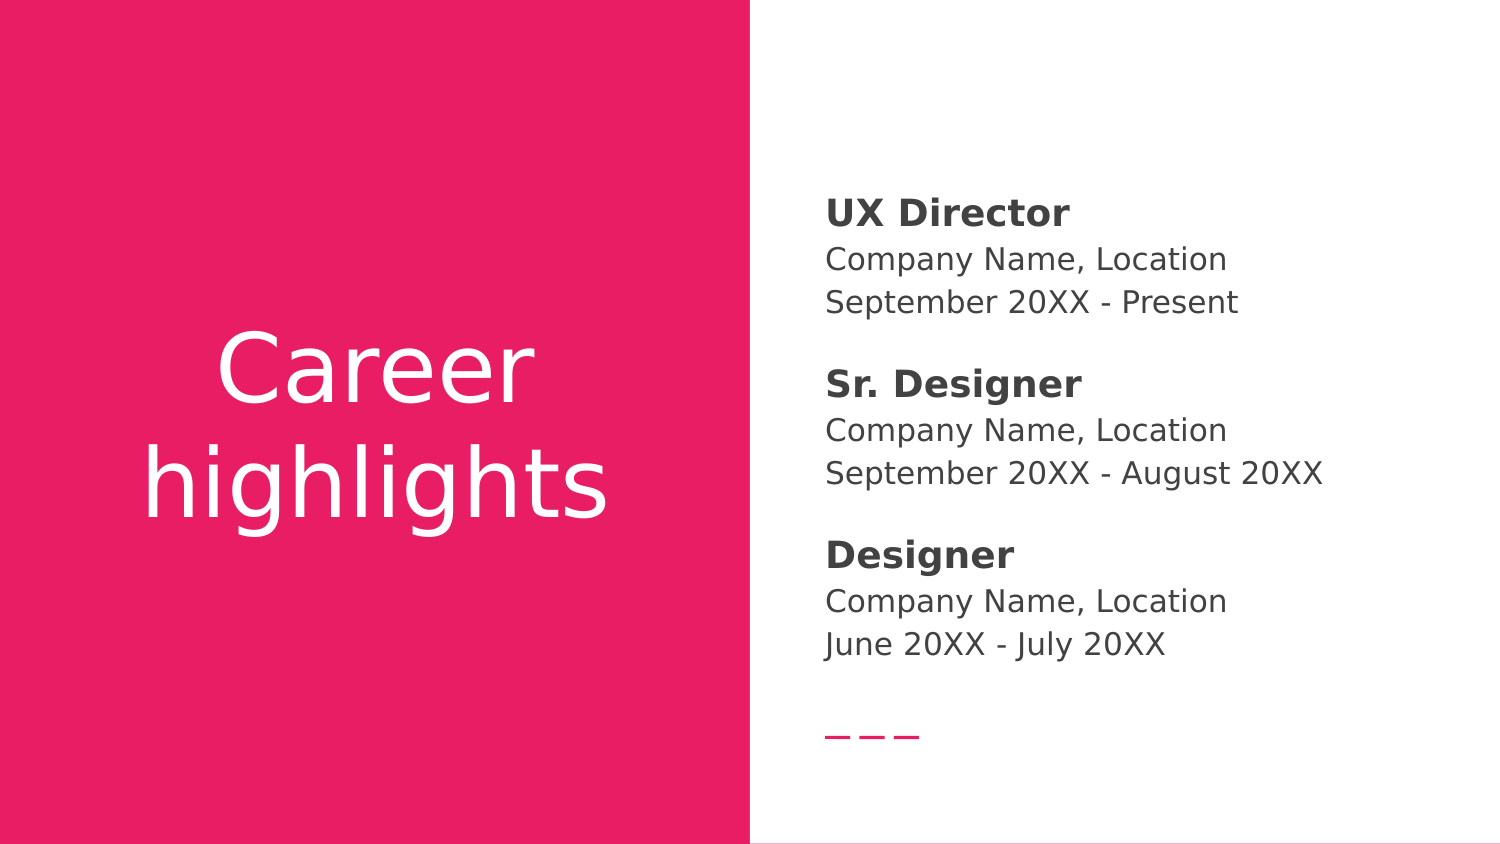 Career
highlights
UX Director
Company Name, Location
September 20XX - Present
Sr. Designer
Company Name, Location
September 20XX - August 20XX
Designer
Company Name, Location
June 20XX - July 20XX